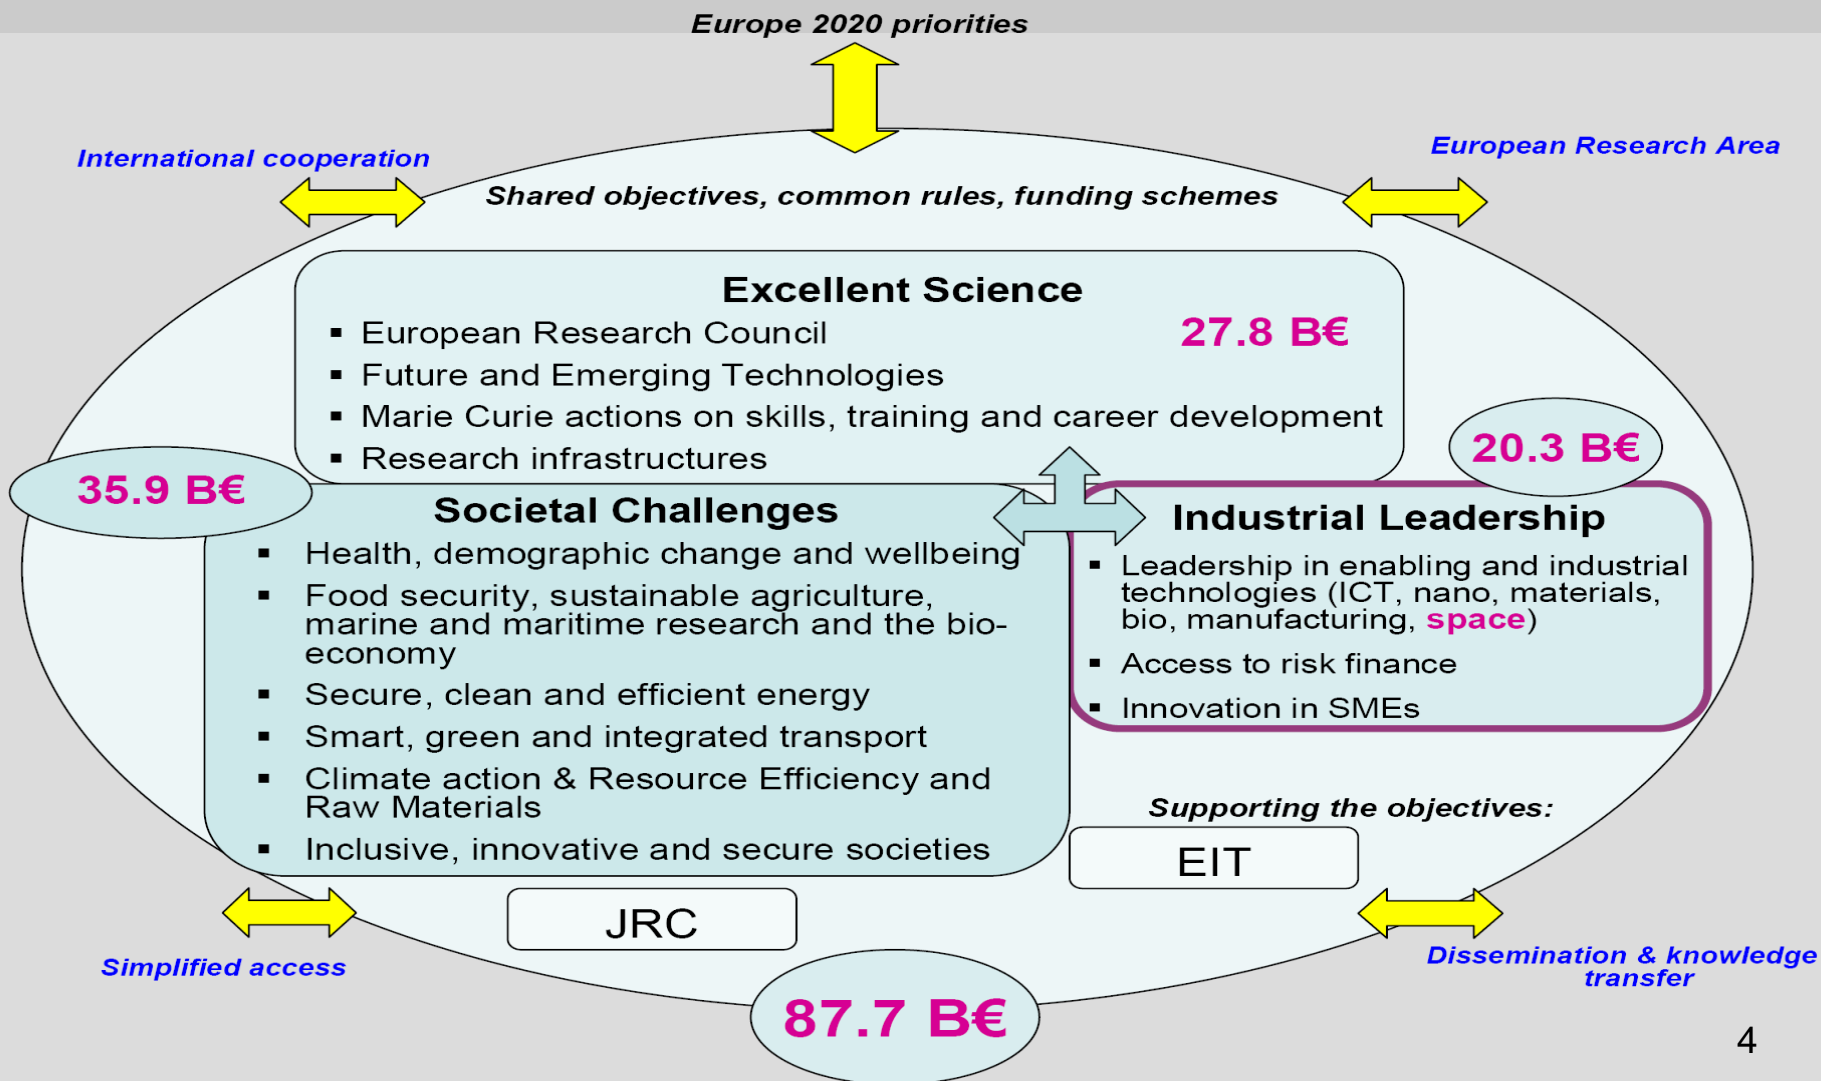 Europe 2020 priorities
International cooperation
European Research Area
Shared objectives, common rules, funding schemes
Excellent Science
▪ European Research Council
27.8 B€
▪ Future and Emerging Technologies
▪ Marie Curie actions on skills, training and career development
▪ Research infrastructures
35.9 B€
20.3 B€
Societal Challenges
▪ Health, demographic change and wellbeing
▪ Food security, sustainable agriculture,
marine and maritime research and the bio-
economy
▪ Secure, clean and efficient energy
▪ Smart, green and integrated transport
▪ Climate action & Resource Efficiency and
Raw Materials
▪ Inclusive, innovative and secure societies
Industrial Leadership
▪ Leadership in enabling and industrial
technologies (ICT, nano, materials,
bio, manufacturing, space)
▪ Access to risk finance
▪ Innovation in SMEs
Supporting the objectives:
EIT
JRC
Simplified access
Dissemination & knowledge
transfer
87.7 B€
4